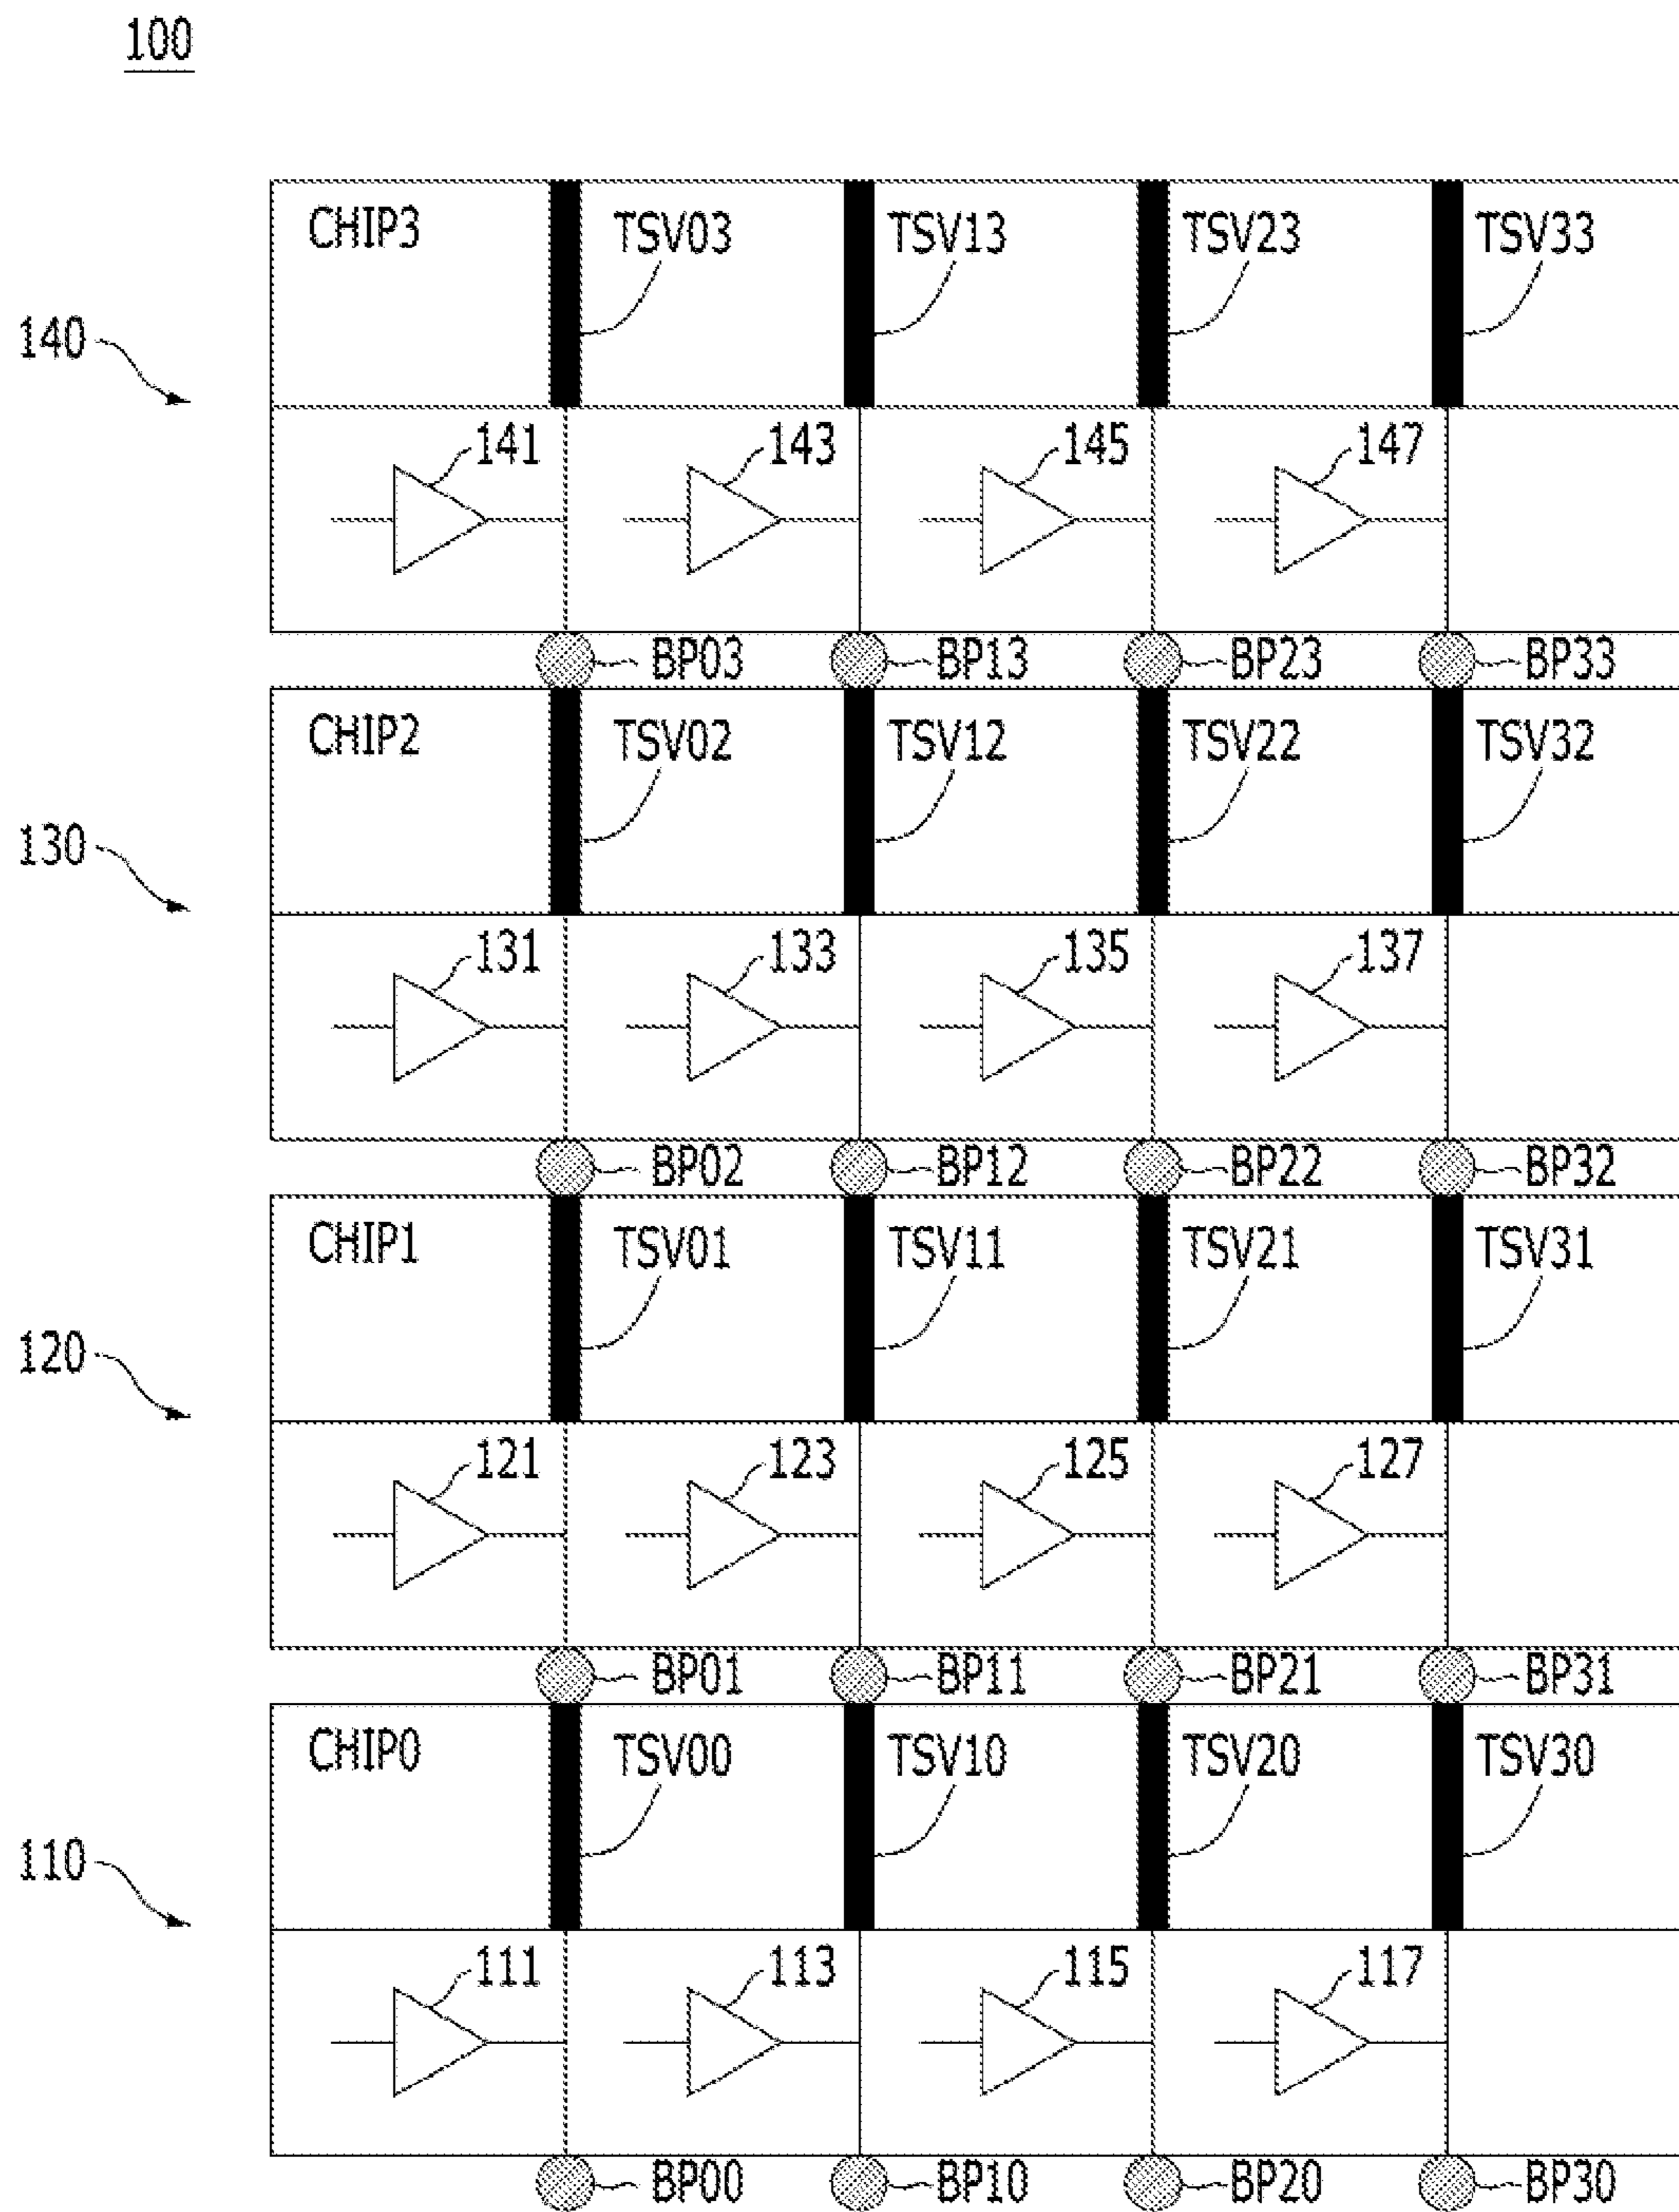 100
CHIP3 TSV03 TSV13 TSV23 TSV33
140
141 143 145 147
BP03 BP13 BP23 BP33
CHIP2 TSV02 TSV12 TSV22 TSV32
130
131 133 135 137
BP02 BP12 BP22 BP32
CHIP1 TSV01 TSV11 TSV21 TSV31
120
121 123 125 127
BP01 BP11 BP21 BP31
CHIP0 TSV00 TSV10 TSV20 TSV30
110
111 113 115 117
BP00 BP10 BP20 BP30